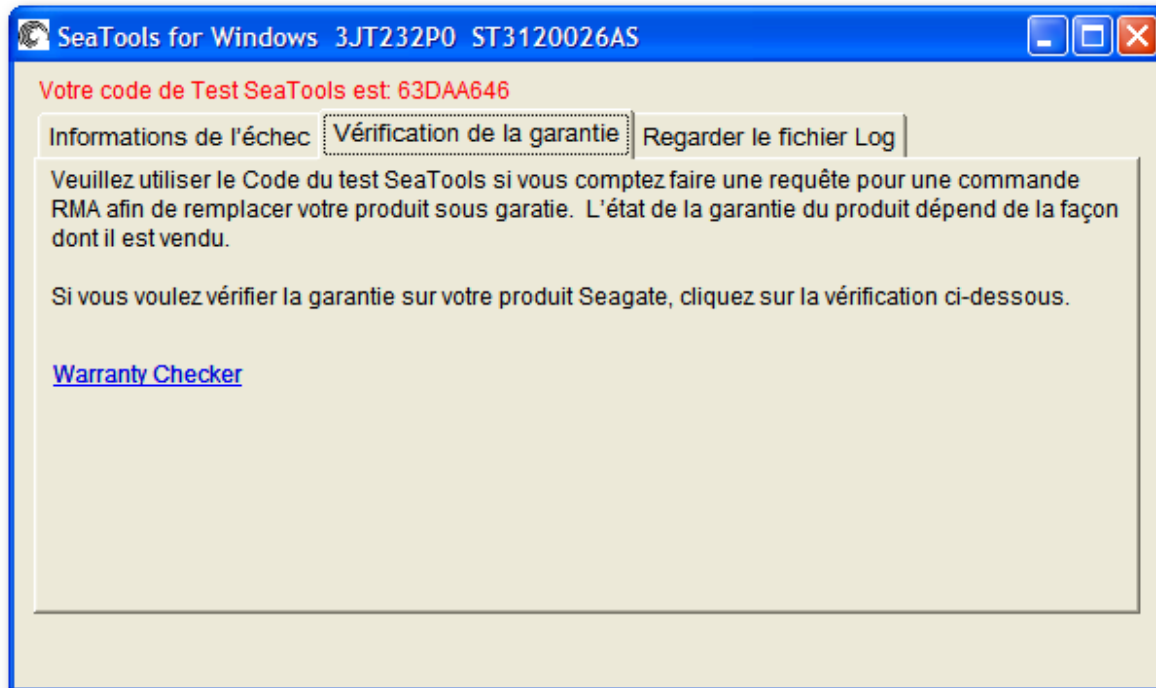 SeaTools for Windows 3JT232P0 ST3120026AS
Votre code de Test SeaTools est: 63DAA646
Informations de l'échec Vérification de la garantie Regarder le fichier Log
Veuillez utiliser le Code du test SeaTools si vous comptez faire une requête pour une commande
RMA afin de remplacer votre produit sous garatie. L'état de la garantie du produit dépend de la façon
dont il est vendu.
Si vous voulez vérifier la garantie sur votre produit Seagate, cliquez sur la vérification ci-dessous.
Warranty Checker